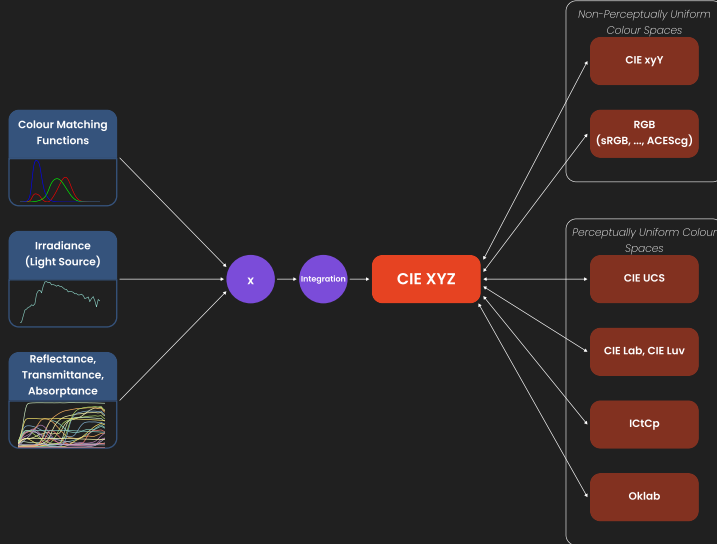 Non-Perceptually Uniform
Colour Spaces
CIE xyY
RGB
(sRGB, ..., ACEScg)
Colour Matching
Functions
Irradiance
(Light Source)
Reflectance,
Transmittance,
Absorptance
x
Integration
CIE XYZ
Perceptually Uniform Colour
Spaces
CIE UCS
CIE Lab, CIE Luv
ICtCp
Oklab